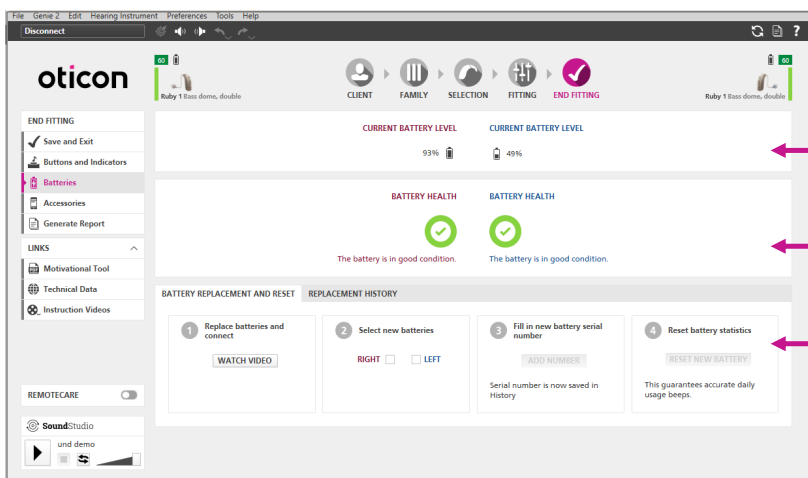 File Genie 2 Edit Hearing Instrument Preferences Tools Help
Disconnect
?
60
60
oticon
Ruby 1 Bass dome, double
CLIENT FAMILY SELECTION FITTING END FITTING
Ruby 1 Bass dome, double
END FITTING
Save and Exit
Buttons and Indicators
Batteries
Accessories
Generate Report
LINKS
Motivational Tool
Technical Data
Instruction Videos
REMOTECARE
SoundStudio
und demo
CURRENT BATTERY LEVEL CURRENT BATTERY LEVEL
93% 49%
BATTERY HEALTH BATTERY HEALTH
The battery is in good condition. The battery is in good condition.
BATTERY REPLACEMENT AND RESET REPLACEMENT HISTORY
1 Replace batteries and
connect
WATCH VIDEO
2 Select new batteries
RIGHT LEFT
3 Fill in new battery serial
number
ADD NUMBER
Serial number is now saved in
History
4 Reset battery statistics
RESET NEW BATTERY
This guarantees accurate daily
usage beeps.